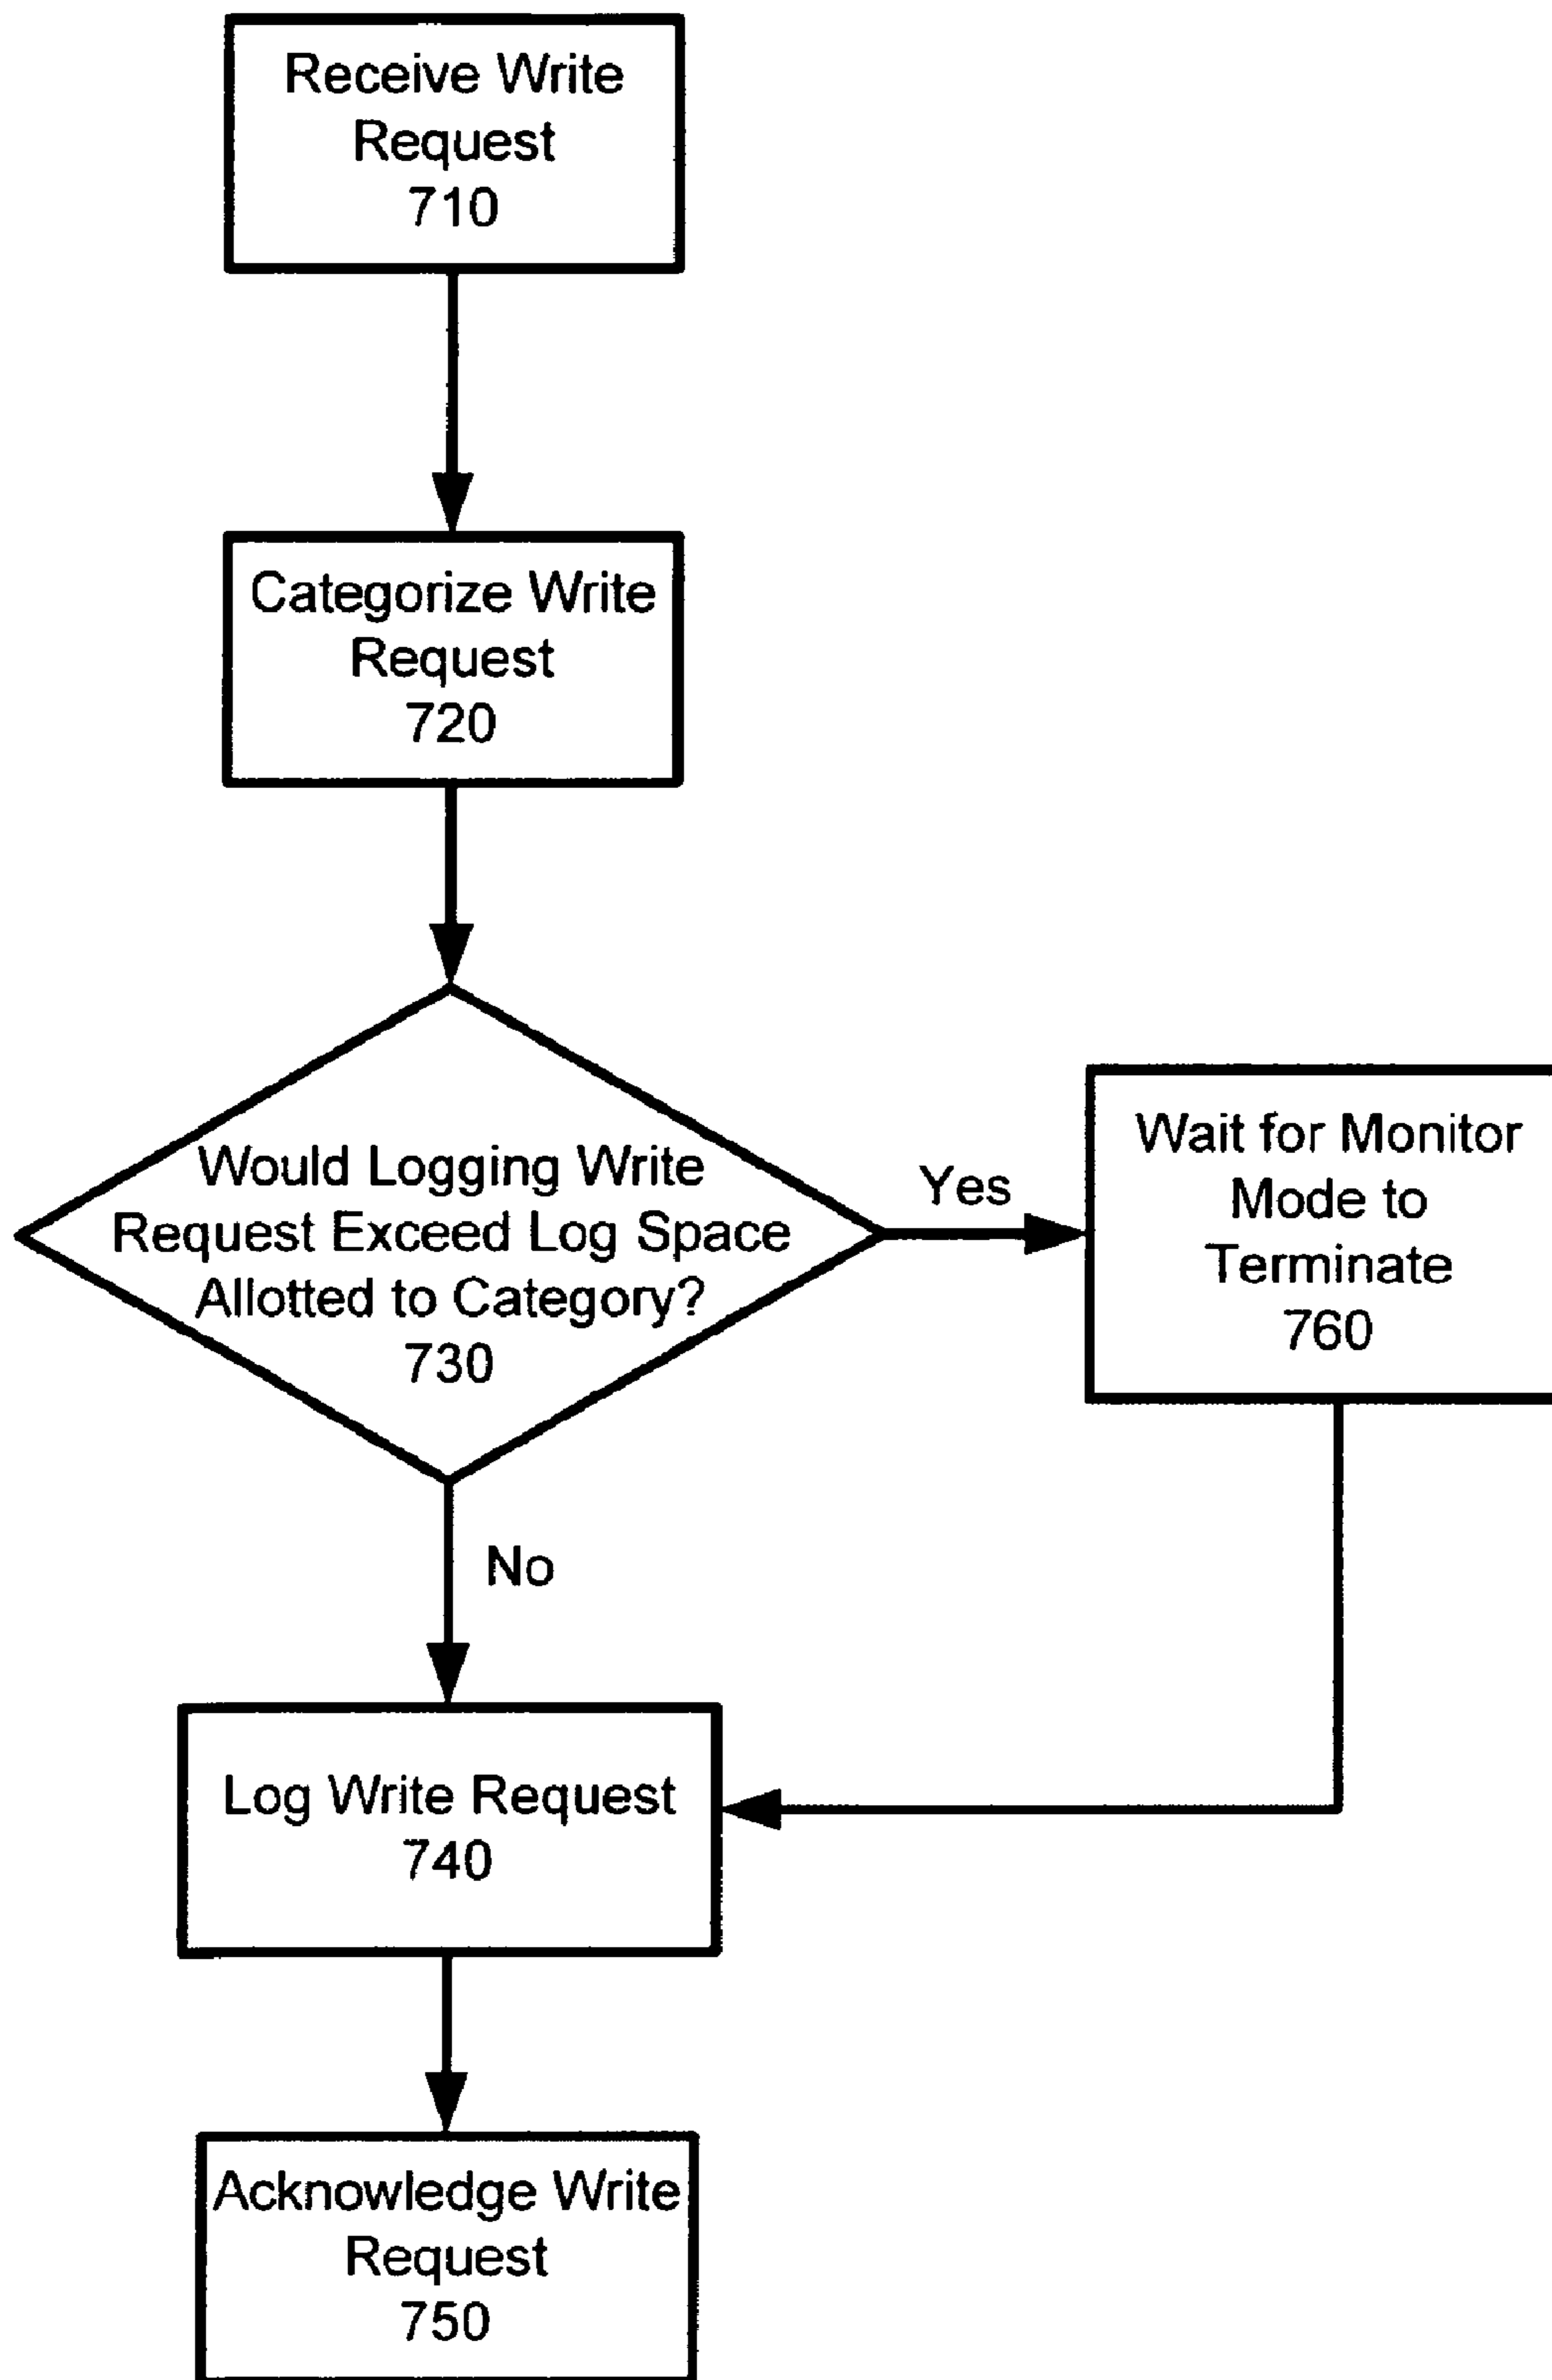 Receive Write
Request
710
Categorize Write
Request
720
Would Logging Write
Request Exceed Log Space
Allotted to Category?
730
Yes
Wait for Monitor
Mode to
Terminate
760
No
Log Write Request
740
Acknowledge Write
Request
750